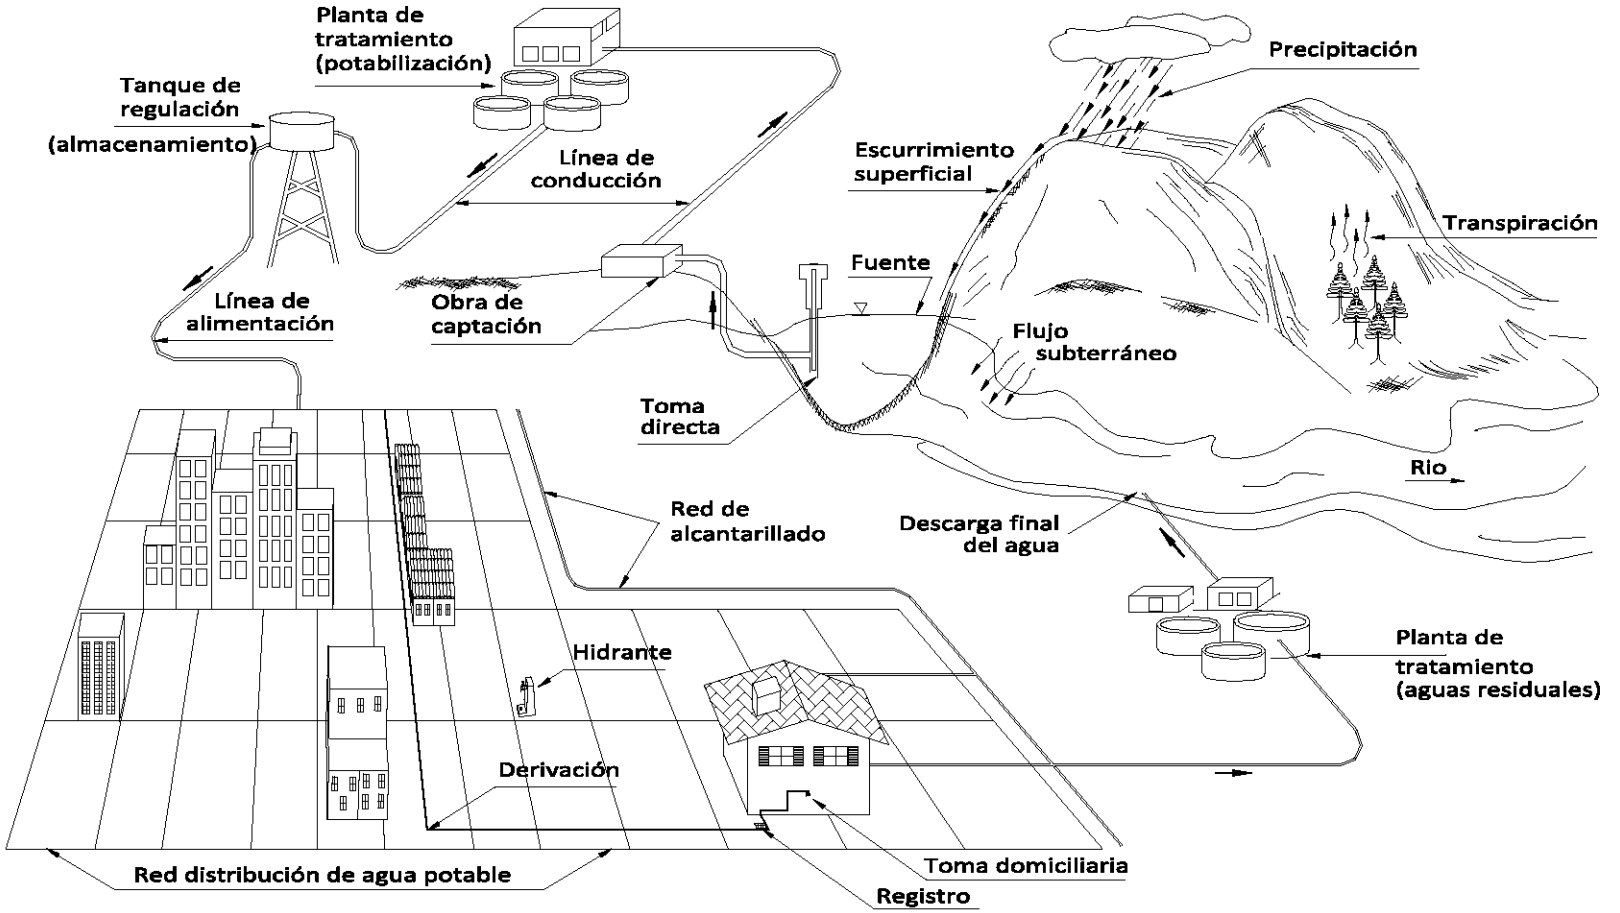 Planta de
tratamiento
(potabilización)
Precipitación
Tanque de
regulación
(almacenamiento)
Línea de
conducción
Escurrimiento
superficial
Transpiración
Fuente
Línea de
alimentación
Obra de
captación
Flujo
subterráneo
Toma
directa
Rio
Red de
alcantarillado
Descarga final
del agua
Planta de
tratamiento
(aguas residuales)
Hidrante
Derivación
Toma domiciliaria
Red distribución de agua potable
Registro